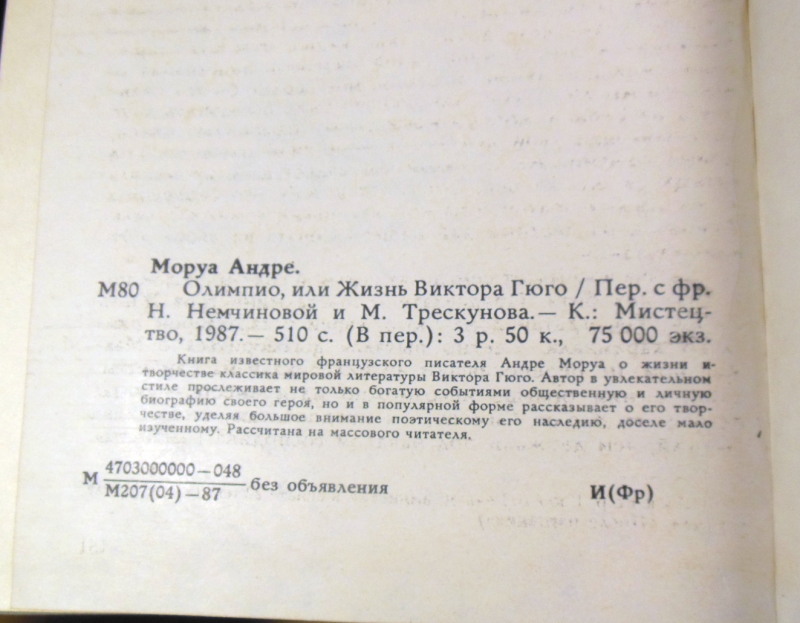 Моруа Андре.
М80 Олимпио, или Жизнь Виктора Гюго / Пер. с фр.
Н. Немчиновой и М. Трескунова.— К.: Мистец-
тво, 1987.— 510 с. (В пер.): 3 р. 50 к., 75 000 экз.
Книга известного французского писателя Андре Моруа о жизни и
творчестве классика мировой литературы Виктора Гюго. Автор в увлекательном
стиле прослеживает не только богатую событиями общественную и личную
биографию своего героя, но и в популярной форме рассказывает о его твор-
честве, уделяя большое внимание поэтическому его наследию, доселе мало
изученному. Рассчитана на массового читателя.
М 4703000000—048
М207(04)—87 без объявления И(Фр)